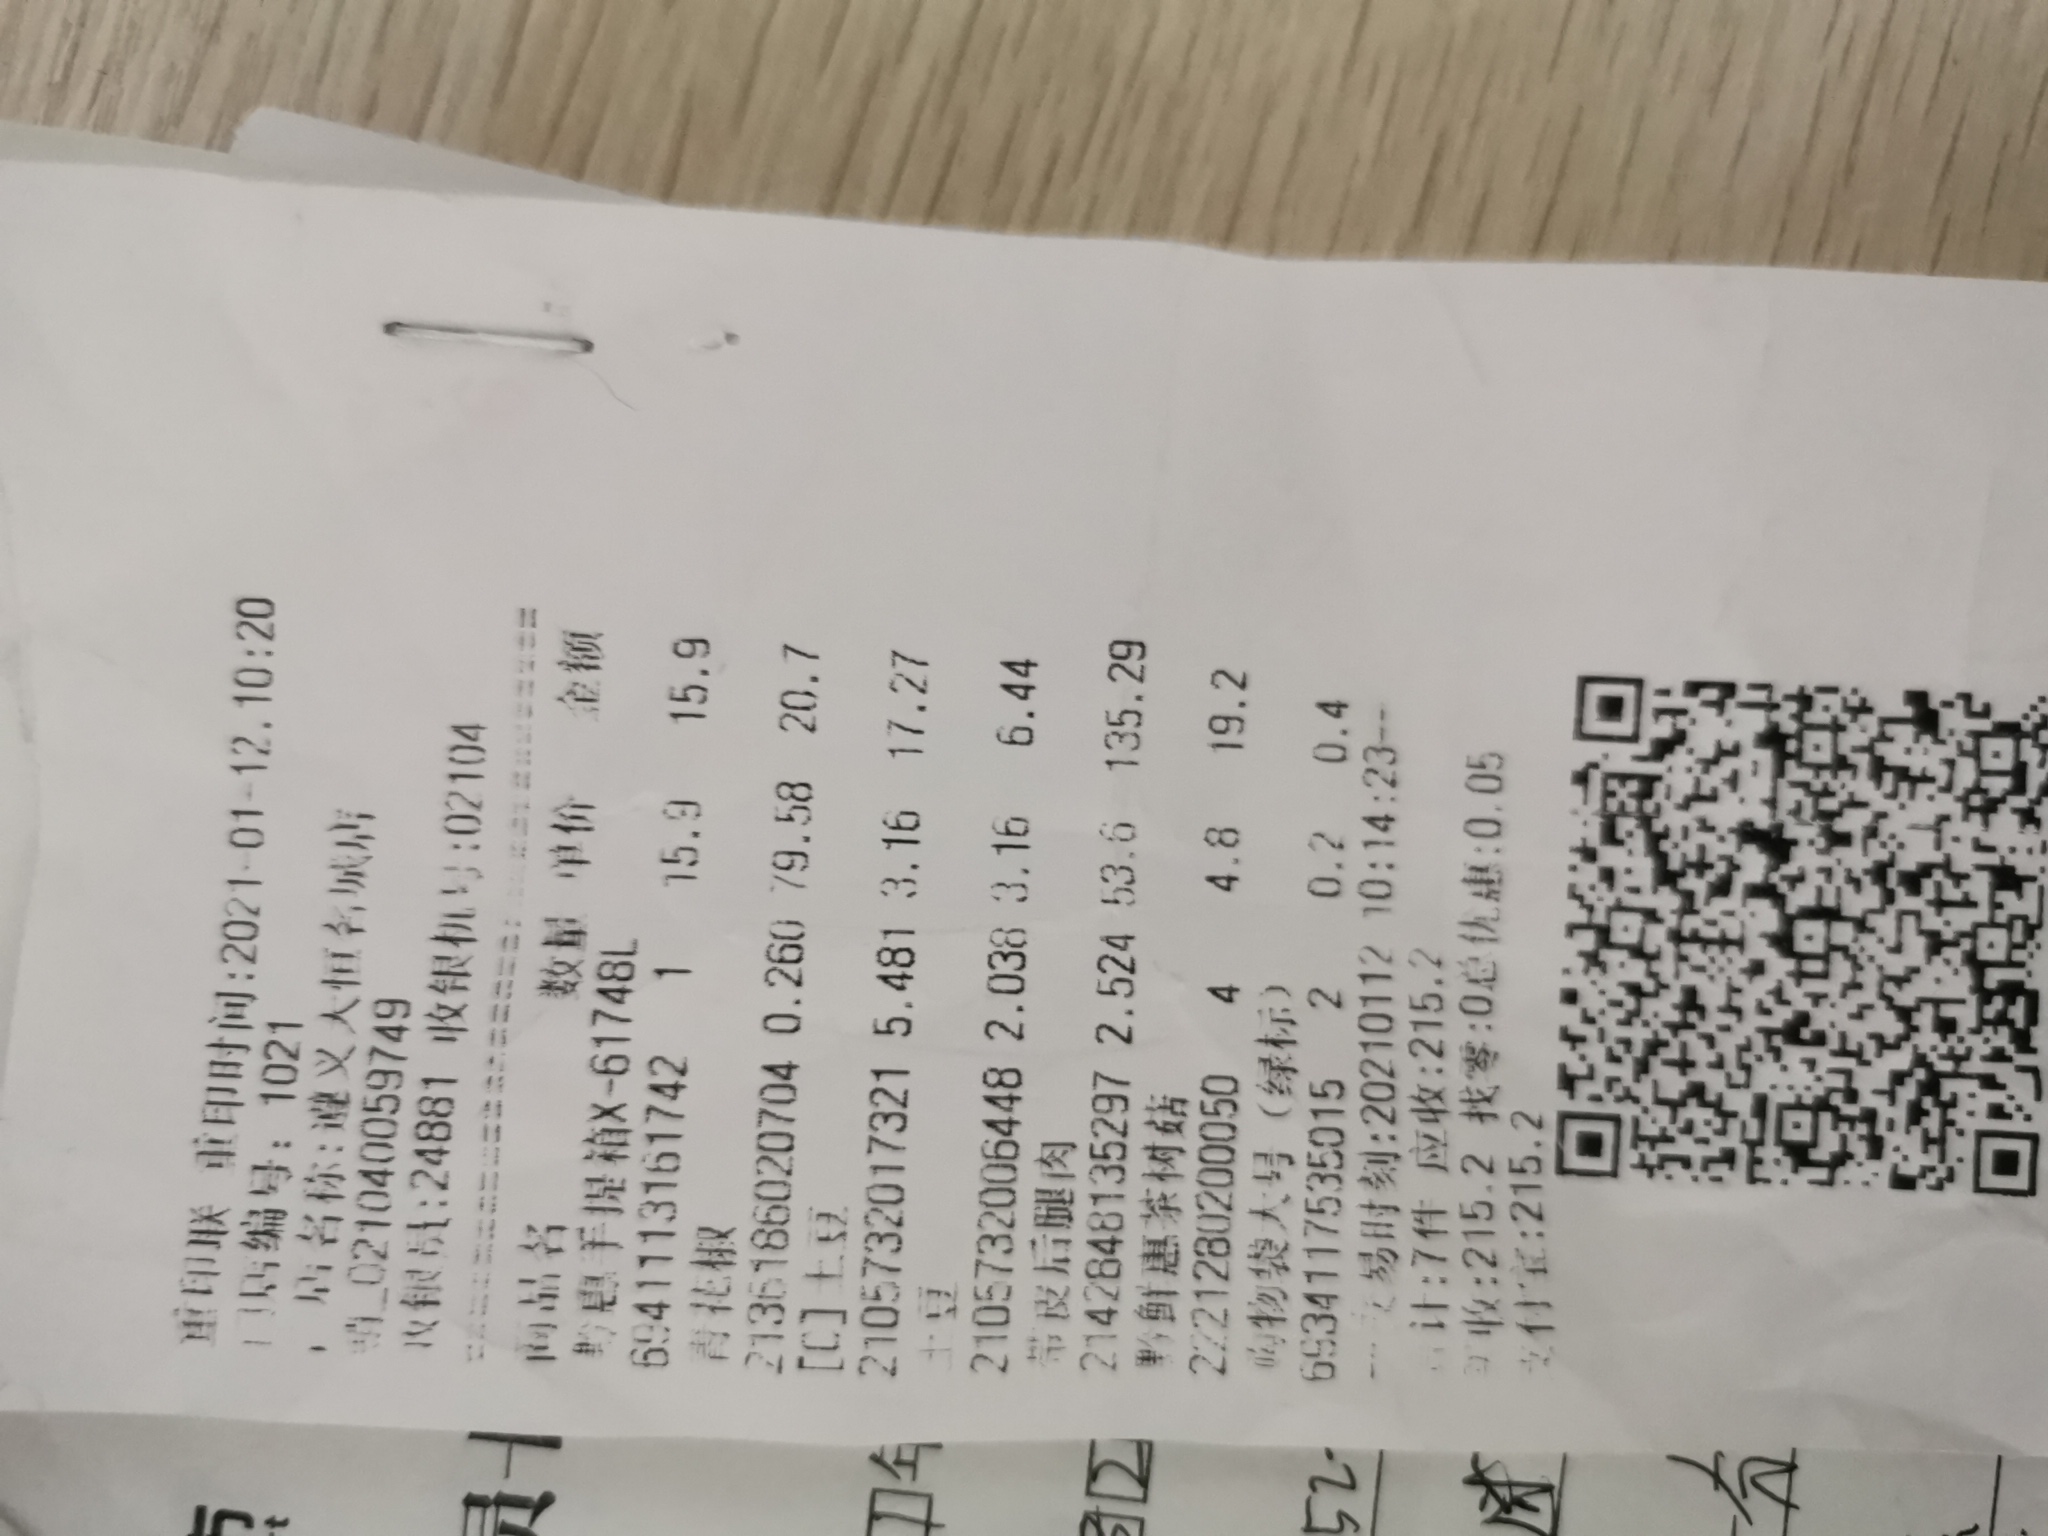 重印联 重印时间:2021-01-12.10:20
门店编号: 1021
店名称:遵义大恒名城店
销_0210400597​49
收银员:248881 收银机号:02104
商品名 数量 单价 金额
黔惠手提箱X-61748L
6941113161742 1 15.9 15.9
青花椒
2136186020704 0.260 79.58 20.7
[C]土豆
2105732017321 5.481 3.16 17.27
土豆
2105732006448 2.038 3.16 6.44
带皮后腿肉
2142848135297 2.524 53.6 135.29
黔鲜惠茶树菇
2221280200050 4 4.8 19.2
购物袋大号(绿标)
6934117535015 2 0.2 0.4
---交易时刻:20210112 10:14:23--
计:7件 应收:215.2
收:215.2 找零:0总优惠:0.05
支付宝:215.2
员
年
52
有